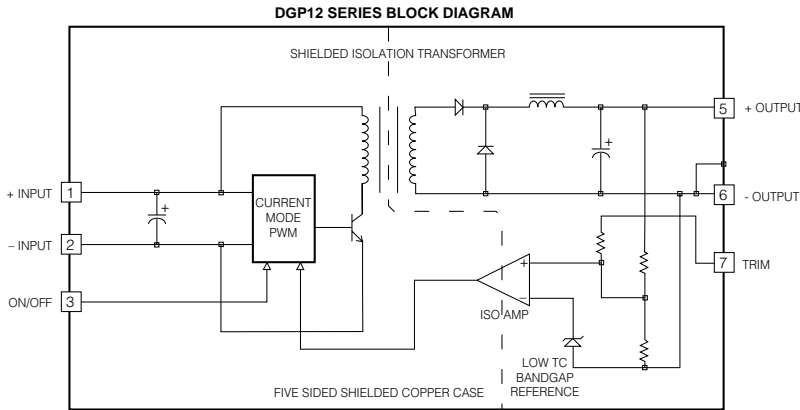 DGP12 SERIES BLOCK DIAGRAM
SHIELDED ISOLATION TRANSFORMER
5 + OUTPUT
+ INPUT 1
+
+
6 - OUTPUT
CURRENT
MODE
PWM
– INPUT 2
7 TRIM
+
–
ISO AMP
ON/OFF 3
LOW TC
BANDGAP
REFERENCE
FIVE SIDED SHIELDED COPPER CASE